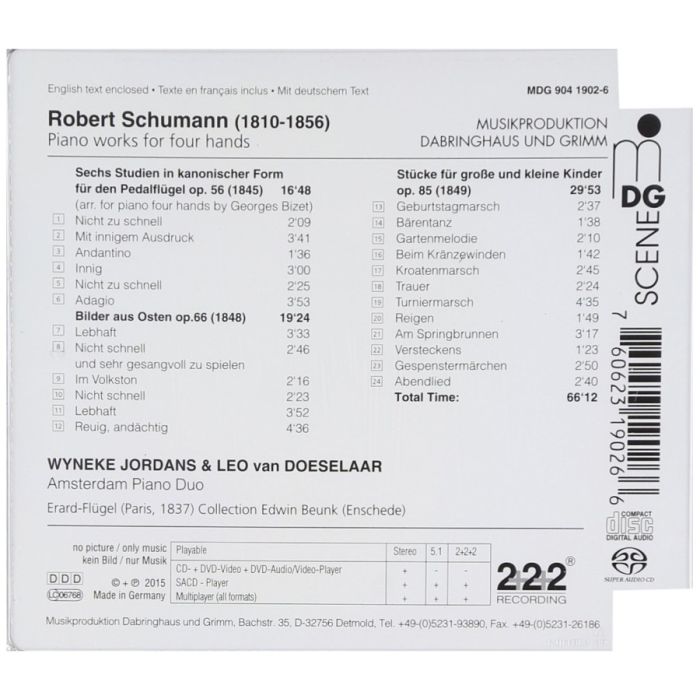 English text enclosed • Texte en français inclus • Mit deutschem Text
MDG 904 1902-6
Robert Schumann (1810-1856)
Piano works for four hands
MUSIKPRODUKTION
DABRINGHAUS UND GRIMM
Sechs Studien in kanonischer Form
für den Pedalflügel op. 56 (1845) 16'48
(arr. for piano four hands by Georges Bizet)
1 Nicht zu schnell 2'09
2 Mit innigem Ausdruck 3'41
3 Andantino 1'36
4 Innig 3'00
5 Nicht zu schnell 2'25
6 Adagio 3'53
Bilder aus Osten op.66 (1848) 19'24
7 Lebhaft 3'33
8 Nicht schnell 2'46
und sehr gesangvoll zu spielen
9 Im Volkston 2'16
10 Nicht schnell 2'23
11 Lebhaft 3'52
12 Reuig, andächtig 4'36
Stücke für große und kleine Kinder
op. 85 (1849) 29'53
13 Geburtstagmarsch 2'37
14 Bärentanz 1'38
15 Gartenmelodie 2'10
16 Beim Kränzewinden 1'42
17 Kroatenmarsch 2'45
18 Trauer 2'24
19 Turniermarsch 4'35
20 Reigen 1'49
21 Am Springbrunnen 3'17
22 Versteckens 1'23
23 Gespenstermärchen 2'50
24 Abendlied 2'40
Total Time: 66'12
WYNEKE JORDANS & LEO van DOESELAAR
Amsterdam Piano Duo
Erard-Flügel (Paris, 1837) Collection Edwin Beunk (Enschede)
no picture / only music
kein Bild / nur Musik
DDD
LC06768
© + ℗ 2015
Made in Germany
Playable Stereo 5.1 2+2+2
CD- + DVD-Video + DVD-Audio/Video-Player + - -
SACD - Player + + +
Multiplayer (all formats) + + +
2+2+2®
RECORDING
Musikproduktion Dabringhaus und Grimm, Bachstr. 35, D-32756 Detmold, Tel. +49-(0)5231-93890, Fax: +49-(0)5231-26186
DG
SCENE
7 60623 19026 6
COMPACT
disc
DIGITAL AUDIO
SUPER AUDIO CD